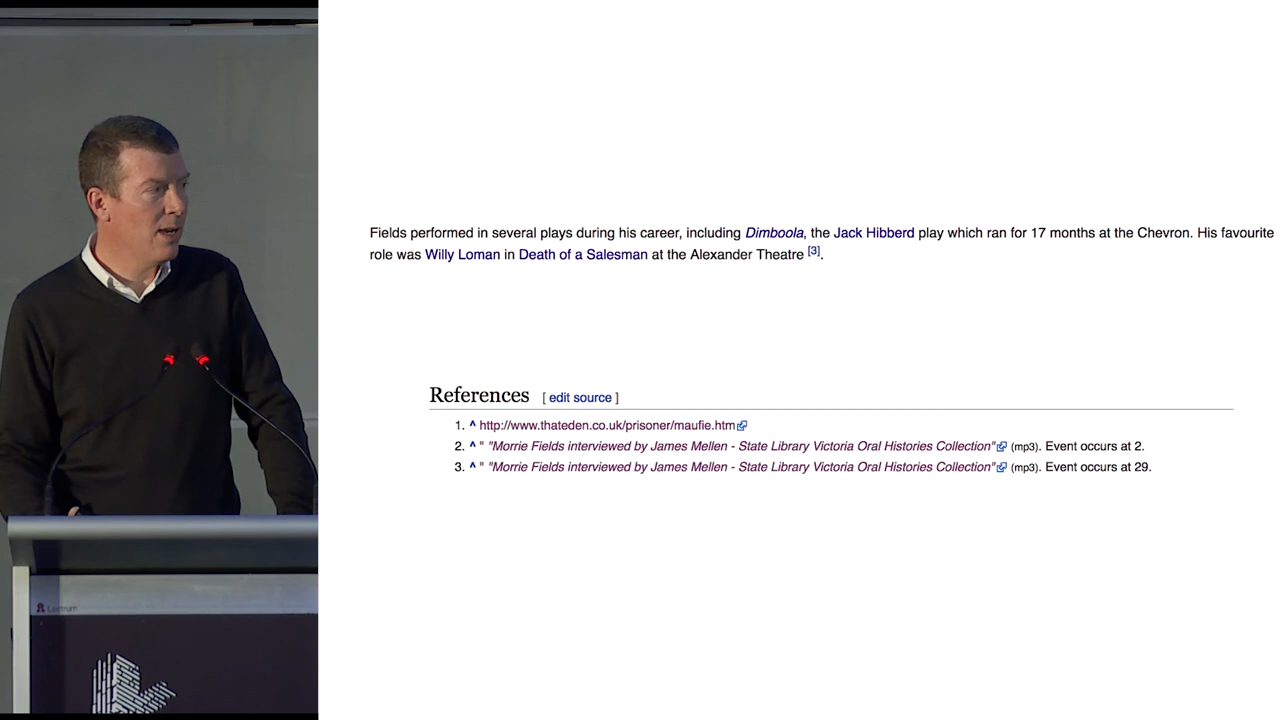 Fields performed in several plays during his career, including Dimboola, the Jack Hibberd play which ran for 17 months at the Chevron. His favourite
role was Willy Loman in Death of a Salesman at the Alexander Theatre [3].
References [ edit source ]
1. ^ http://www.thateden.co.uk/prisoner/maufie.htm
2. ^ " "Morrie Fields interviewed by James Mellen - State Library Victoria Oral Histories Collection" (mp3). Event occurs at 2.
3. ^ " "Morrie Fields interviewed by James Mellen - State Library Victoria Oral Histories Collection" (mp3). Event occurs at 29.
Lectrum